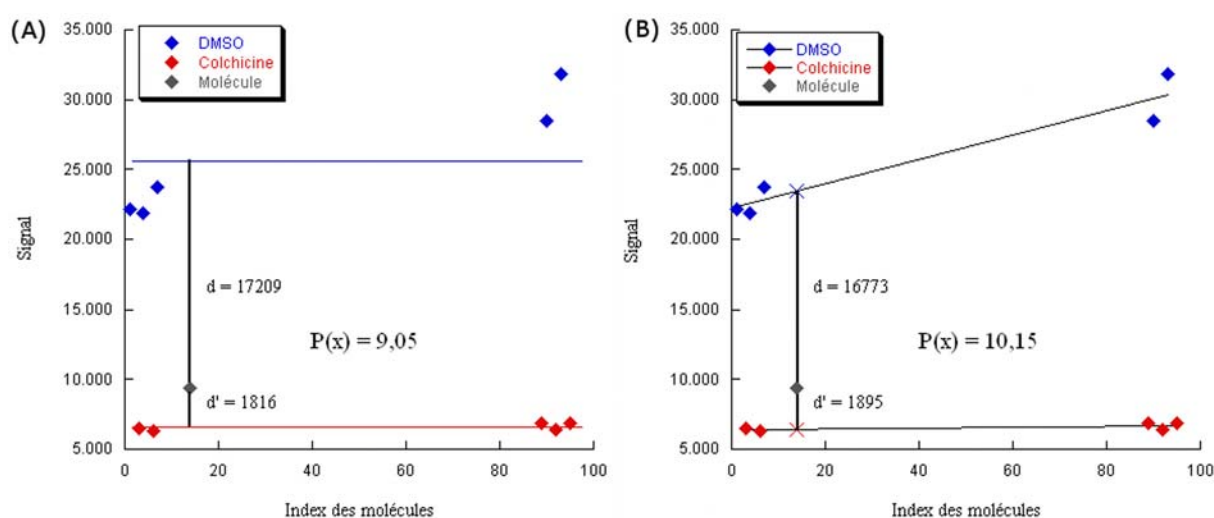 (A)
35.000
30.000
25.000
20.000
15.000
10.000
5.000
Signal
DMSO
Colchicine
Molécule
d = 17209
P(x) = 9,05
d' = 1816
0 20 40 60 80 100
Index des molécules
(B)
35.000
30.000
25.000
20.000
15.000
10.000
5.000
Signal
DMSO
Colchicine
Molécule
d = 16773
P(x) = 10,15
d' = 1895
0 20 40 60 80 100
Index des molécules